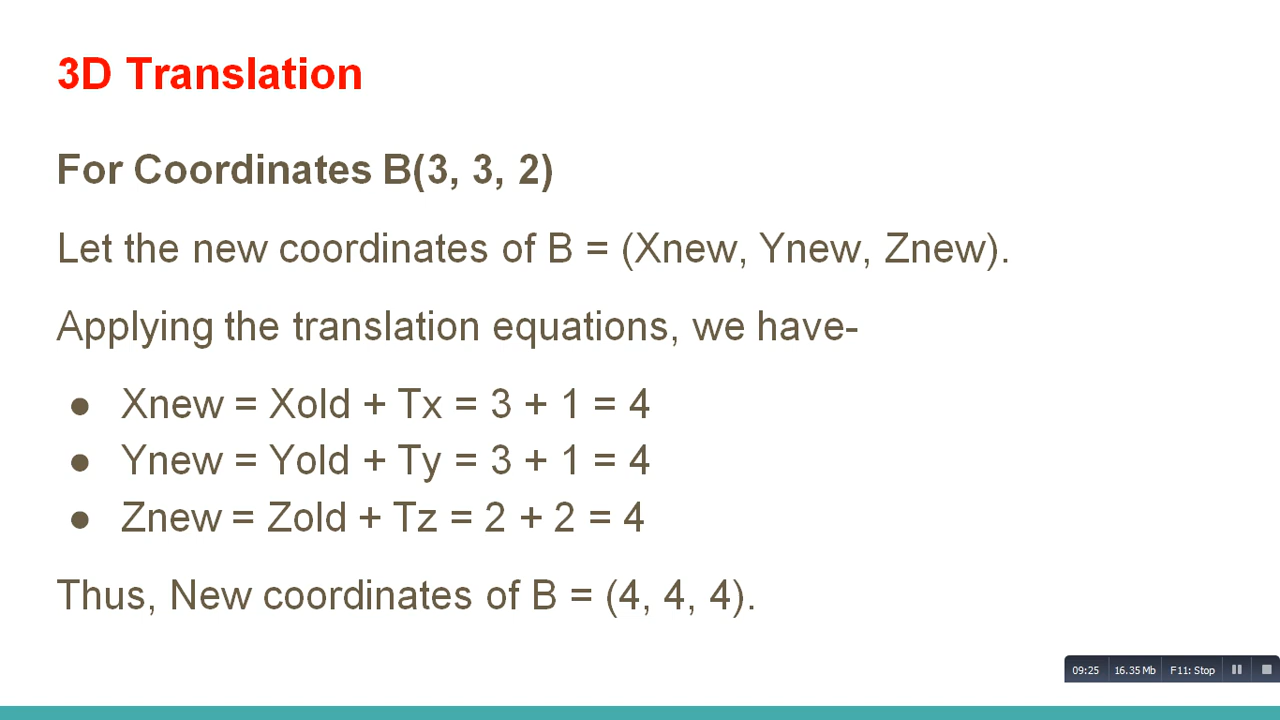 3D Translation
For Coordinates B(3, 3, 2)
Let the new coordinates of B = (Xnew, Ynew, Znew).
Applying the translation equations, we have-
● Xnew = Xold + Tx = 3 + 1 = 4
● Ynew = Yold + Ty = 3 + 1 = 4
● Znew = Zold + Tz = 2 + 2 = 4
Thus, New coordinates of B = (4, 4, 4).
09:25 16.35 Mb F11: Stop